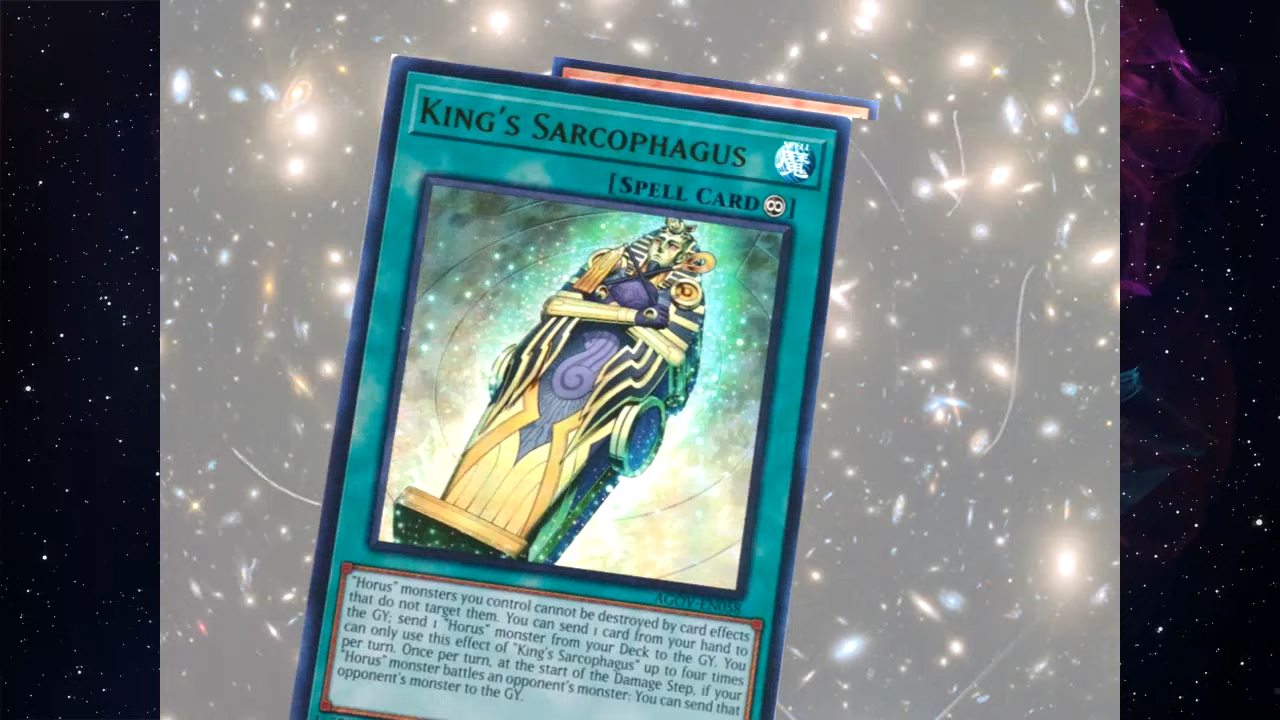 KING'S SARCOPHAGUS
SPELL
魔
[SPELL CARD ]
AGOV-EN058
"Horus" monsters you control cannot be destroyed by card effects
that do not target them. You can send 1 card from your hand to
the GY; send 1 "Horus" monster from your Deck to the GY. You
can only use this effect of "King's Sarcophagus" up to four times
per turn. Once per turn, at the start of the Damage Step, if your
"Horus" monster battles an opponent's monster: You can send that
opponent's monster to the GY.